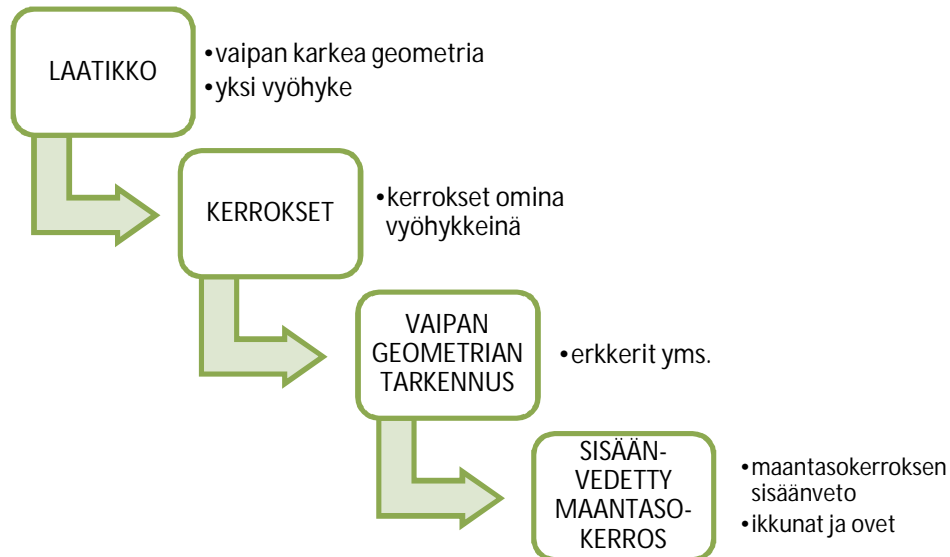 LAATIKKO
•vaipan karkea geometria
•yksi vyöhyke
KERROKSET
•kerrokset omina
vyöhykkeinä
VAIPAN
GEOMETRIAN
TARKENNUS
•erkkerit yms.
SISÄÄN-
VEDETTY
MAANTASO-
KERROS
•maantasokerroksen
sisäänveto
•ikkunat ja ovet